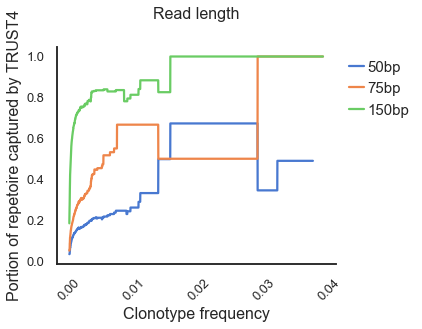 Read length
Portion of repetoire captured by TRUST4
1.0
0.8
0.6
0.4
0.2
0.0
0.00
0.01
0.02
0.03
0.04
Clonotype frequency
50bp
75bp
150bp